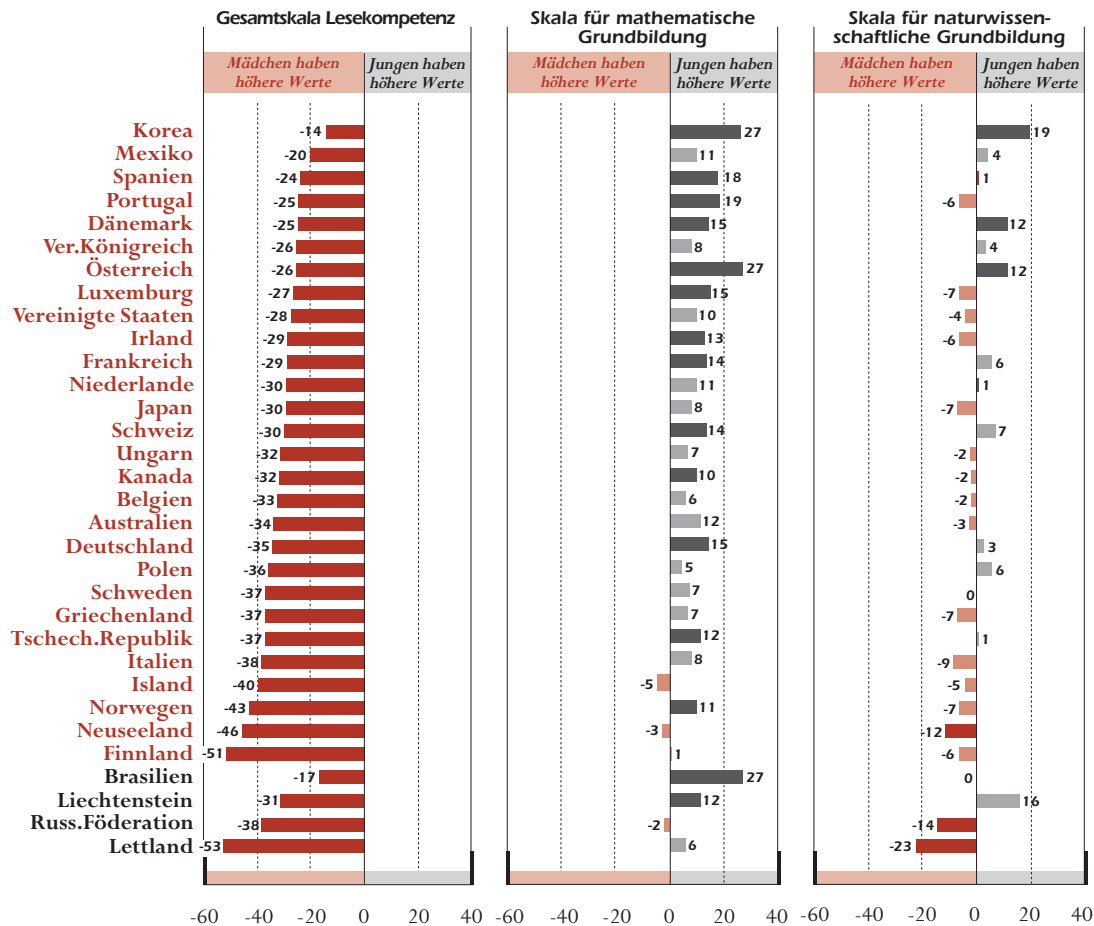 Gesamtskala Lesekompetenz
Skala für mathematische
Grundbildung
Skala für naturwissen-
schaftliche Grundbildung
Mädchen haben
höhere Werte
Jungen haben
höhere Werte
Mädchen haben
höhere Werte
Jungen haben
höhere Werte
Mädchen haben
höhere Werte
Jungen haben
höhere Werte
Korea -14 27 19
Mexiko -20 11 4
Spanien -24 18 1
Portugal -25 19 -6
Dänemark -25 15 12
Ver.Königreich -26 8 4
Österreich -26 27 12
Luxemburg -27 15 -7
Vereinigte Staaten -28 10 -4
Irland -29 13 -6
Frankreich -29 14 6
Niederlande -30 11 1
Japan -30 8 -7
Schweiz -30 14 7
Ungarn -32 7 -2
Kanada -32 10 -2
Belgien -33 6 -2
Australien -34 12 -3
Deutschland -35 15 3
Polen -36 5 6
Schweden -37 7 0
Griechenland -37 7 -7
Tschech.Republik -37 12 1
Italien -38 8 -9
Island -40 -5 -5
Norwegen -43 11 -7
Neuseeland -46 -3 -12
Finnland -51 1 -6
Brasilien -17 27 0
Liechtenstein -31 12 16
Russ.Föderation -38 -2 -14
Lettland -53 6 -23
-60 -40 -20 0 20 40 -60 -40 -20 0 20 40 -60 -40 -20 0 20 40